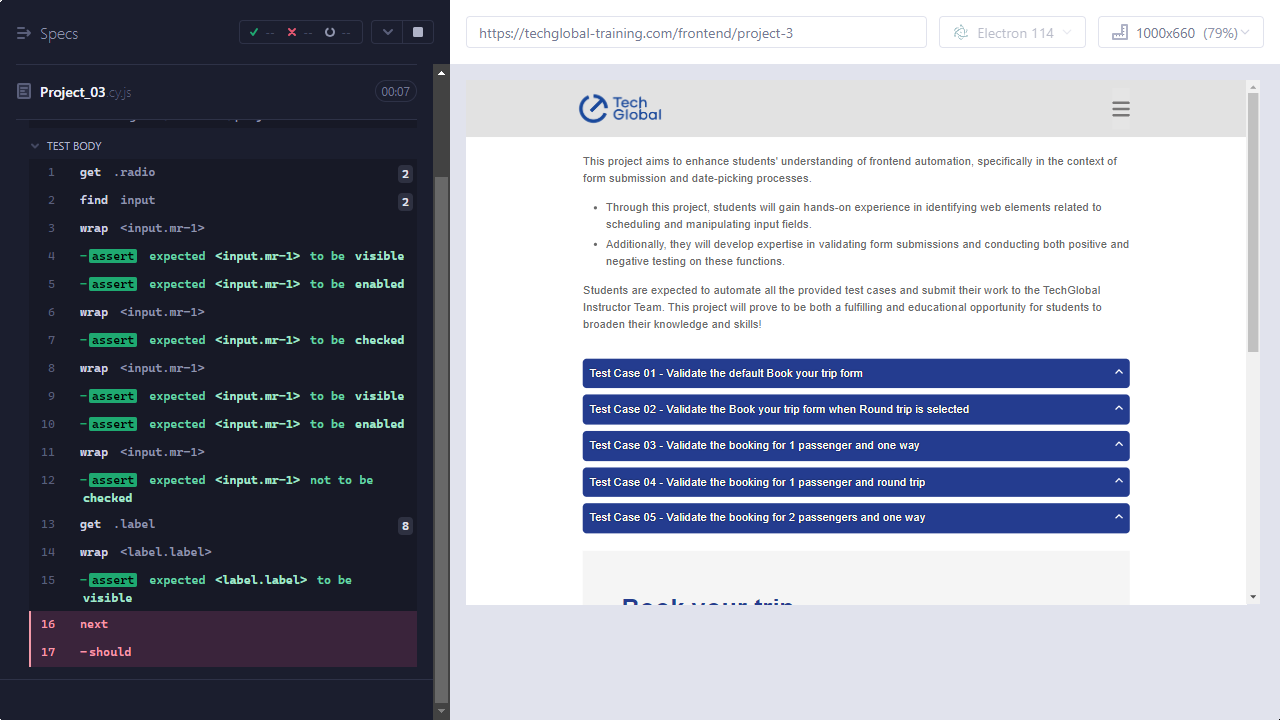 Specs
-- -- --
Project_03.cy.js 00:07
TEST BODY
1 get .radio 2
2 find input 2
3 wrap <input.mr-1>
4 -assert expected <input.mr-1> to be visible
5 -assert expected <input.mr-1> to be enabled
6 wrap <input.mr-1>
7 -assert expected <input.mr-1> to be checked
8 wrap <input.mr-1>
9 -assert expected <input.mr-1> to be visible
10 -assert expected <input.mr-1> to be enabled
11 wrap <input.mr-1>
12 -assert expected <input.mr-1> not to be
checked
13 get .label 8
14 wrap <label.label>
15 -assert expected <label.label> to be
visible
16 next
17 -should
https://techglobal-training.com/frontend/project-3
Electron 114
1000x660 (79%)
Tech
Global
This project aims to enhance students' understanding of frontend automation, specifically in the context of
form submission and date-picking processes.
• Through this project, students will gain hands-on experience in identifying web elements related to
scheduling and manipulating input fields.
• Additionally, they will develop expertise in validating form submissions and conducting both positive and
negative testing on these functions.
Students are expected to automate all the provided test cases and submit their work to the TechGlobal
Instructor Team. This project will prove to be both a fulfilling and educational opportunity for students to
broaden their knowledge and skills!
Test Case 01 - Validate the default Book your trip form
Test Case 02 - Validate the Book your trip form when Round trip is selected
Test Case 03 - Validate the booking for 1 passenger and one way
Test Case 04 - Validate the booking for 1 passenger and round trip
Test Case 05 - Validate the booking for 2 passengers and one way
Book your trip